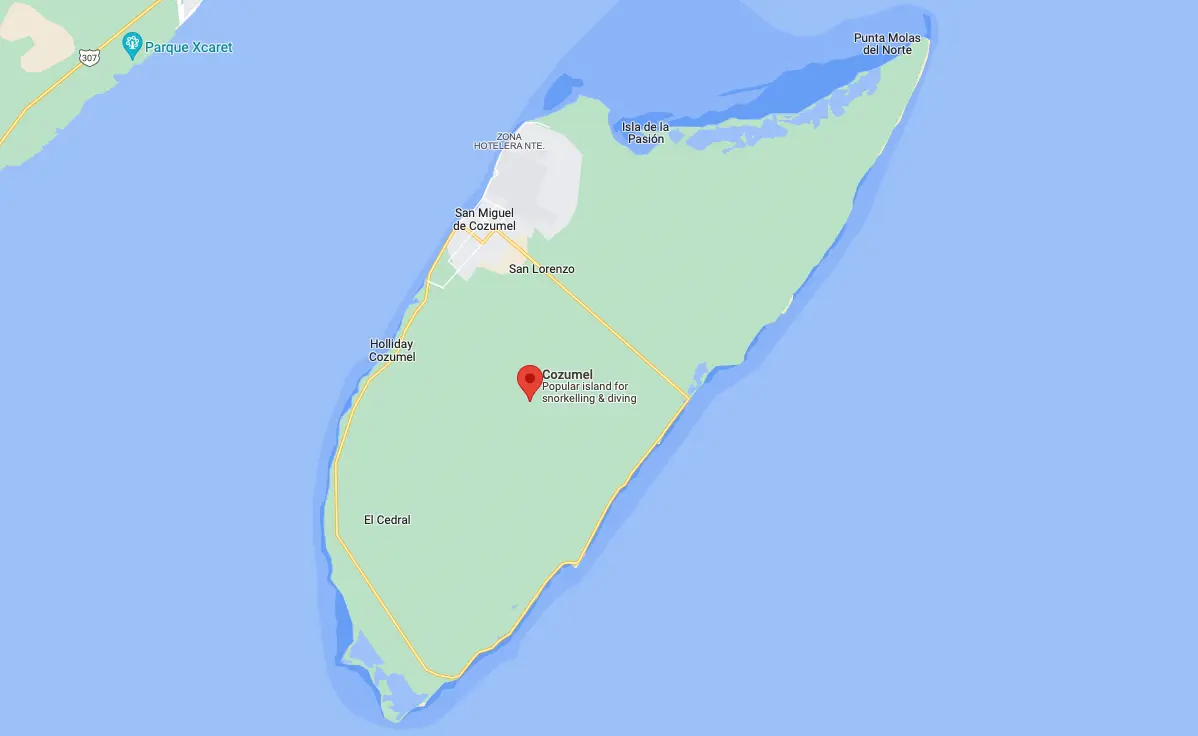 Punta Molas
del Norte
Parque Xcaret
307
Isla de la
Pasión
ZONA
HOTELERA NTE.
San Miguel
de Cozumel
San Lorenzo
Holliday
Cozumel
Cozumel
Popular island for
snorkelling & diving
El Cedral